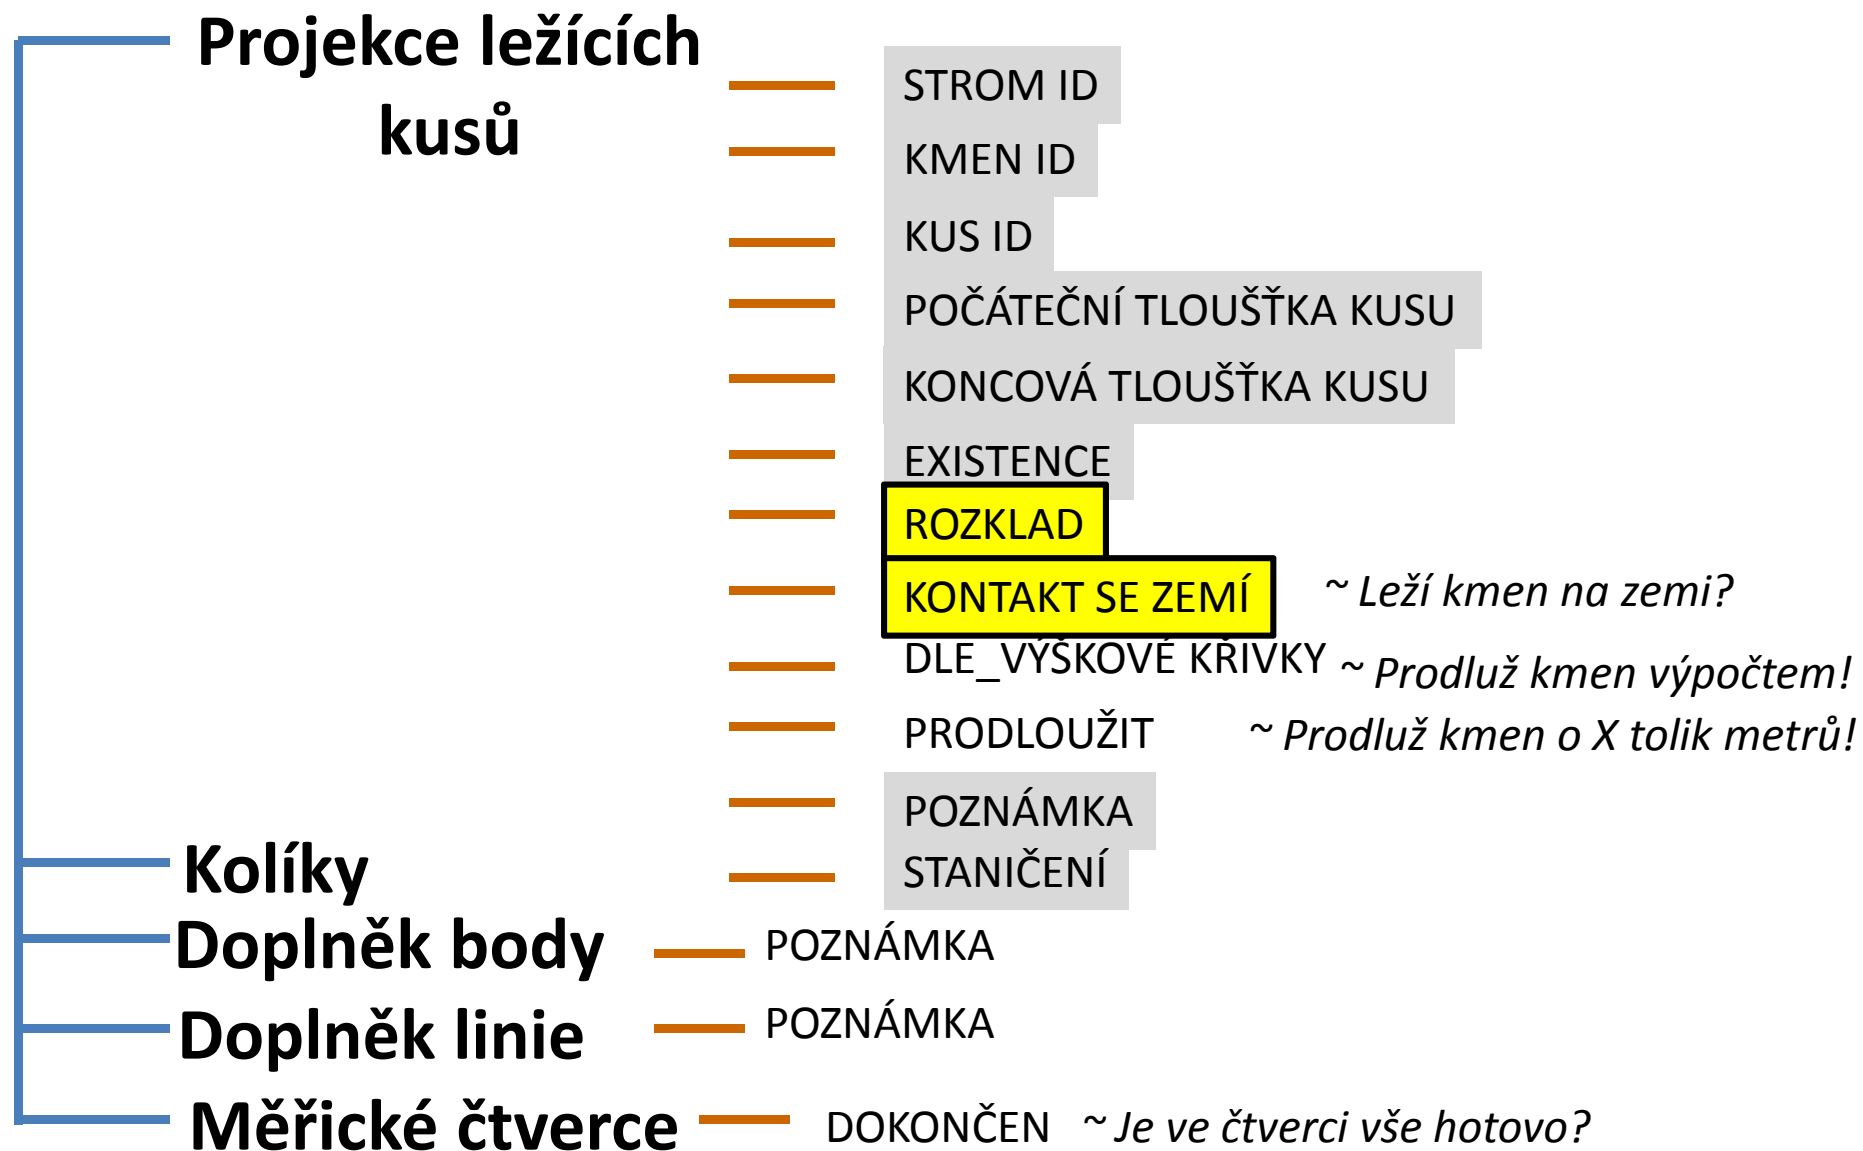 Projekce ležících
kusů
STROM ID
KMEN ID
KUS ID
POČÁTEČNÍ TLOUŠŤKA KUSU
KONCOVÁ TLOUŠŤKA KUSU
EXISTENCE
ROZKLAD
KONTAKT SE ZEMÍ ~ Leží kmen na zemi?
DLE_VÝŠKOVÉ KŘIVKY ~ Prodluž kmen výpočtem!
PRODLOUŽIT ~ Prodluž kmen o X tolik metrů!
POZNÁMKA
STANIČENÍ
Kolíky
Doplněk body POZNÁMKA
Doplněk linie POZNÁMKA
Měřické čtverce DOKONČEN ~ Je ve čtverci vše hotovo?